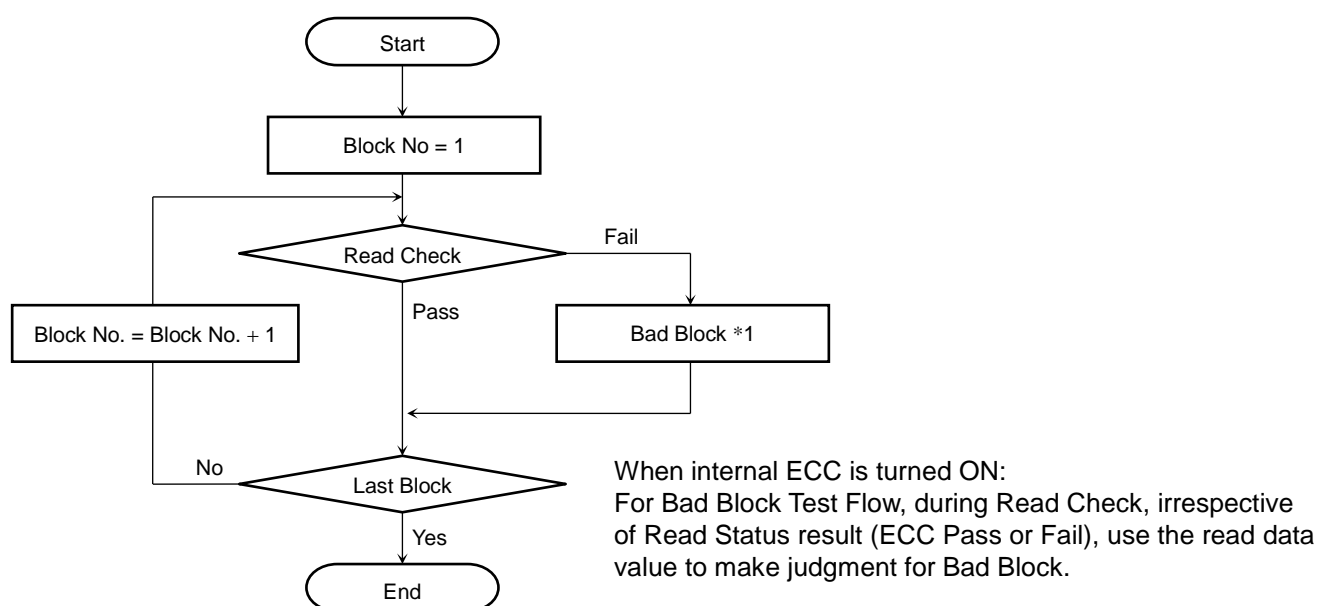 Start
Block No = 1
Fail
Read Check
Pass
Block No. = Block No. + 1
Bad Block *1
No
Last Block
Yes
End
When internal ECC is turned ON:
For Bad Block Test Flow, during Read Check, irrespective
of Read Status result (ECC Pass or Fail), use the read data
value to make judgment for Bad Block.